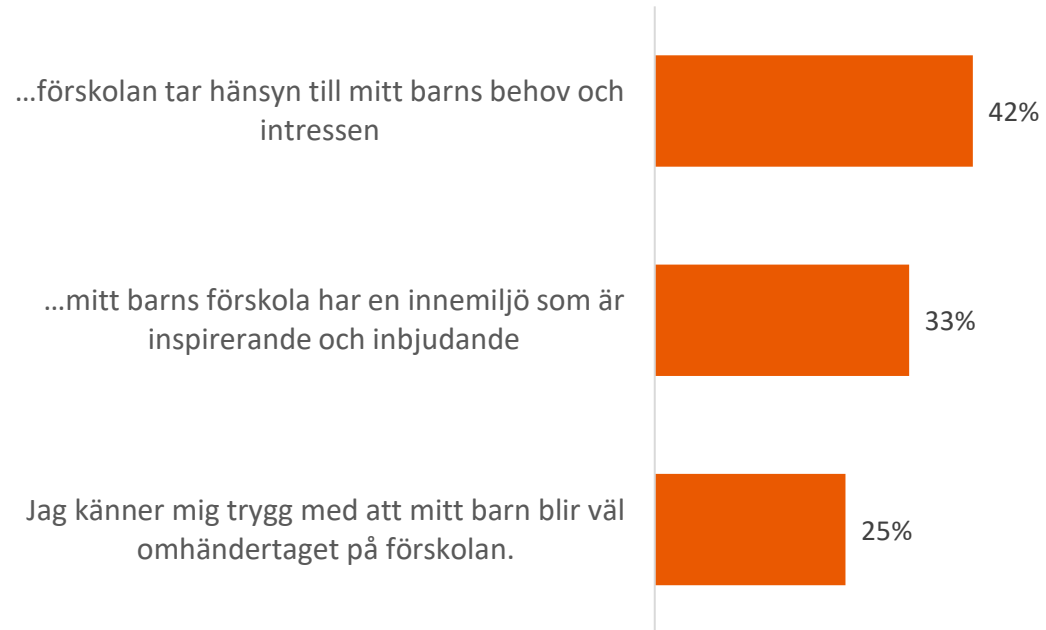 ...förskolan tar hänsyn till mitt barns behov och
intressen
42%
...mitt barns förskola har en innemiljö som är
inspirerande och inbjudande
33%
Jag känner mig trygg med att mitt barn blir väl
omhändertaget på förskolan.
25%